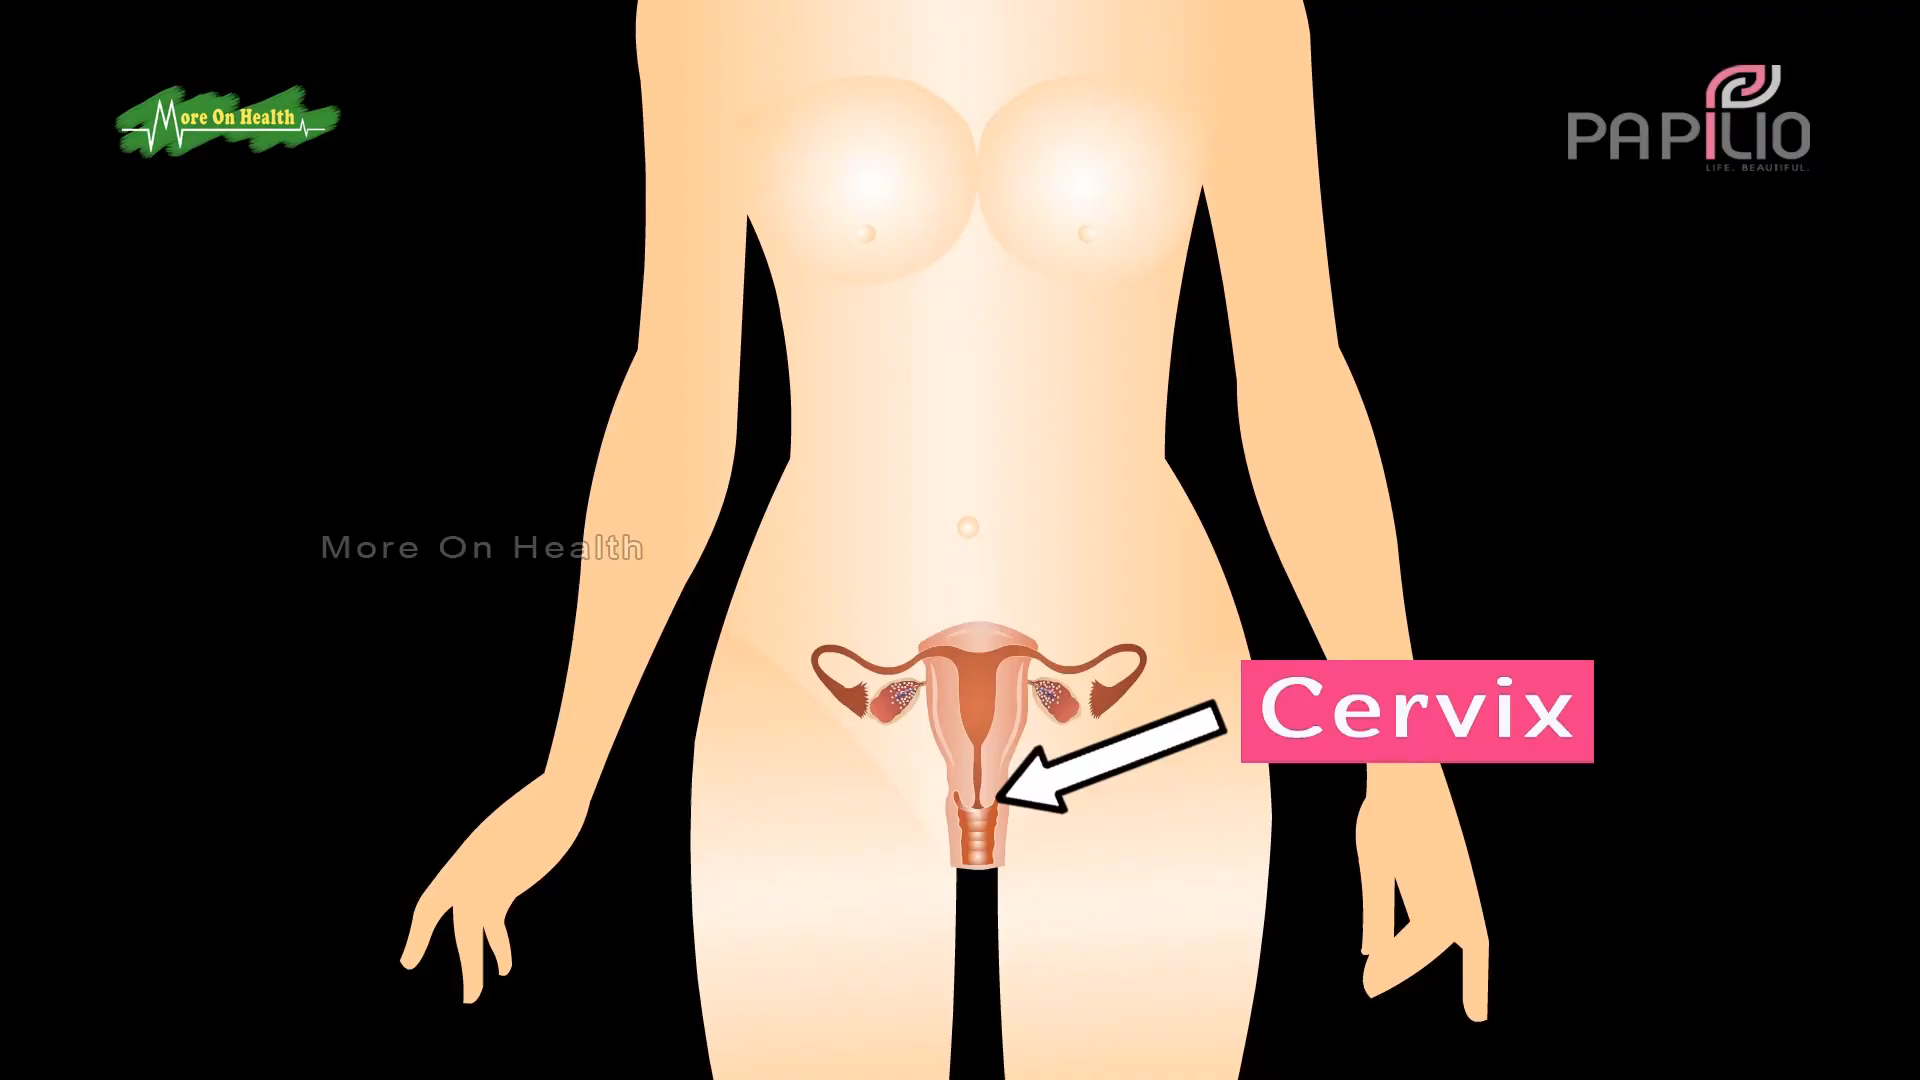 More On Health
PAPILIO
LIFE. BEAUTIFUL.
More On Health
Cervix